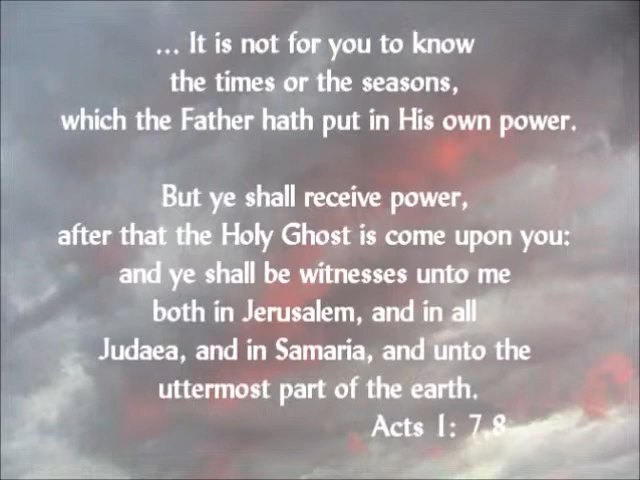 ... It is not for you to know
the times or the seasons,
which the Father hath put in His own power.
But ye shall receive power,
after that the Holy Ghost is come upon you:
and ye shall be witnesses unto me
both in Jerusalem, and in all
Judaea, and in Samaria, and unto the
uttermost part of the earth.
Acts 1: 7,8